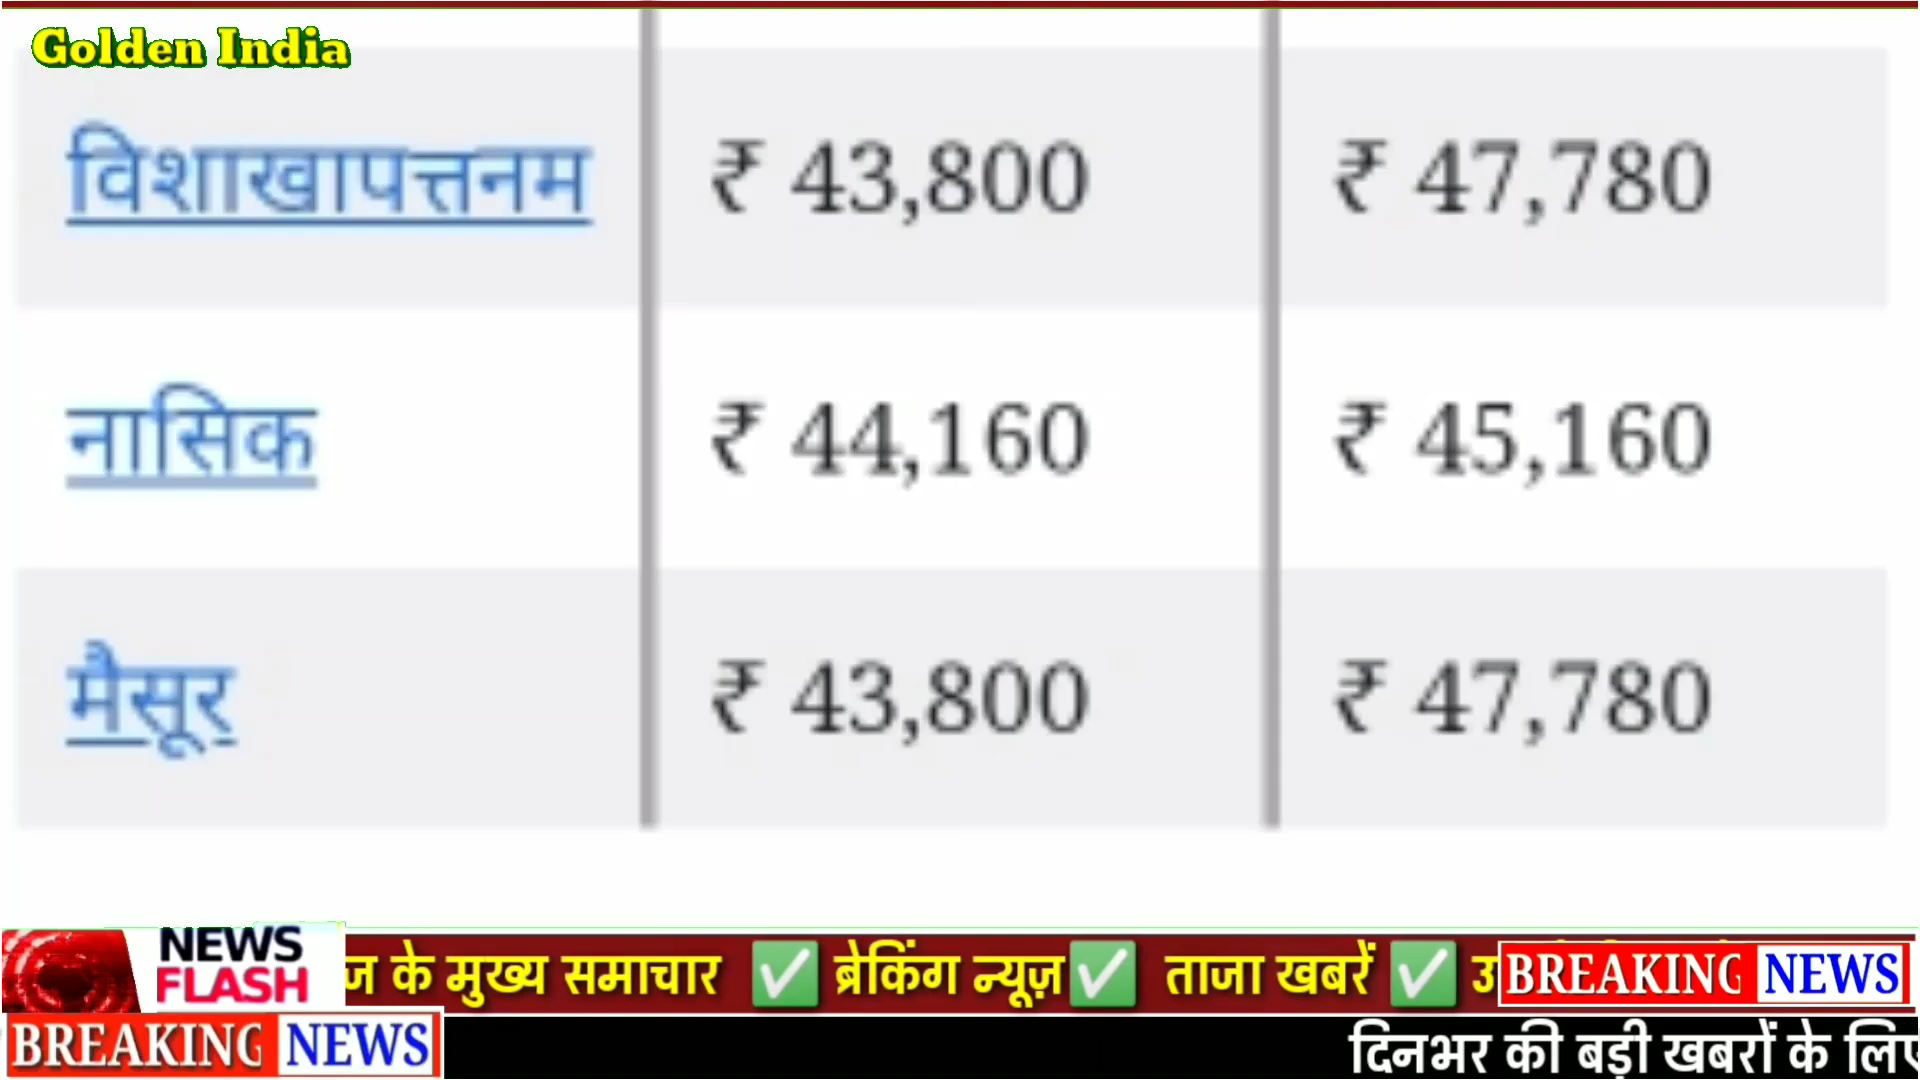 Golden India
विशाखापत्तनम ₹ 43,800 ₹ 47,780
नासिक ₹ 44,160 ₹ 45,160
मैसूर ₹ 43,800 ₹ 47,780
NEWS
FLASH
के मुख्य समाचार ✅ ब्रेकिंग न्यूज़✅ ताजा खबरें ✅
BREAKING NEWS
BREAKING NEWS
दिनभर की बड़ी खबरों के